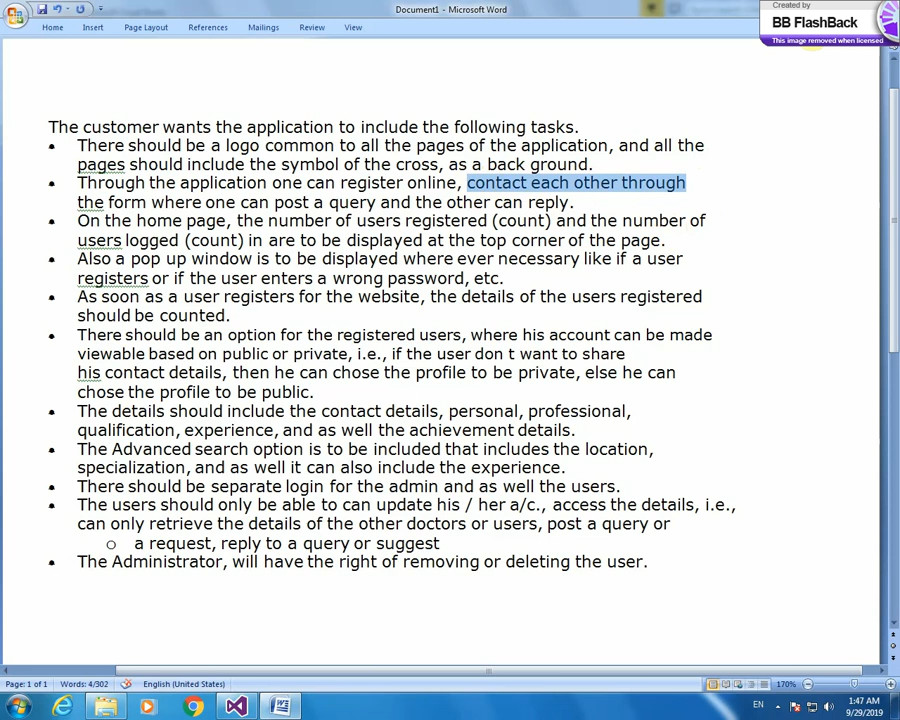 Document1 - Microsoft Word
Created by
BB FlashBack
This image removed when licensed
Home Insert Page Layout References Mailings Review View
The customer wants the application to include the following tasks.
• There should be a logo common to all the pages of the application, and all the
pages should include the symbol of the cross, as a back ground.
• Through the application one can register online, contact each other through
the form where one can post a query and the other can reply.
• On the home page, the number of users registered (count) and the number of
users logged (count) in are to be displayed at the top corner of the page.
• Also a pop up window is to be displayed where ever necessary like if a user
registers or if the user enters a wrong password, etc.
• As soon as a user registers for the website, the details of the users registered
should be counted.
• There should be an option for the registered users, where his account can be made
viewable based on public or private, i.e., if the user don t want to share
his contact details, then he can chose the profile to be private, else he can
chose the profile to be public.
• The details should include the contact details, personal, professional,
qualification, experience, and as well the achievement details.
• The Advanced search option is to be included that includes the location,
specialization, and as well it can also include the experience.
• There should be separate login for the admin and as well the users.
• The users should only be able to can update his / her a/c., access the details, i.e.,
can only retrieve the details of the other doctors or users, post a query or
o a request, reply to a query or suggest
• The Administrator, will have the right of removing or deleting the user.
Page: 1 of 1 Words: 4/302 English (United States) 170%
EN 1:47 AM
9/29/2019